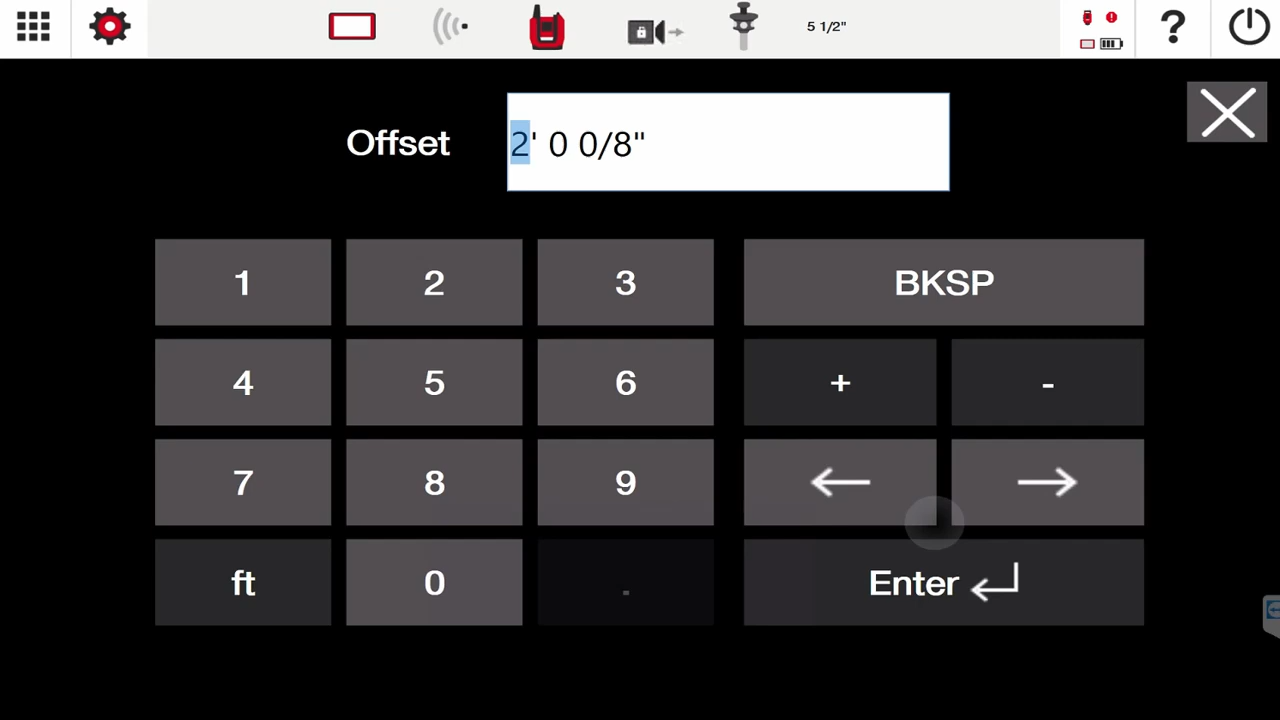 5 1/2"
?
Offset 2' 0 0/8"
1 2 3 BKSP
4 5 6 + -
7 8 9 ← →
ft 0 . Enter